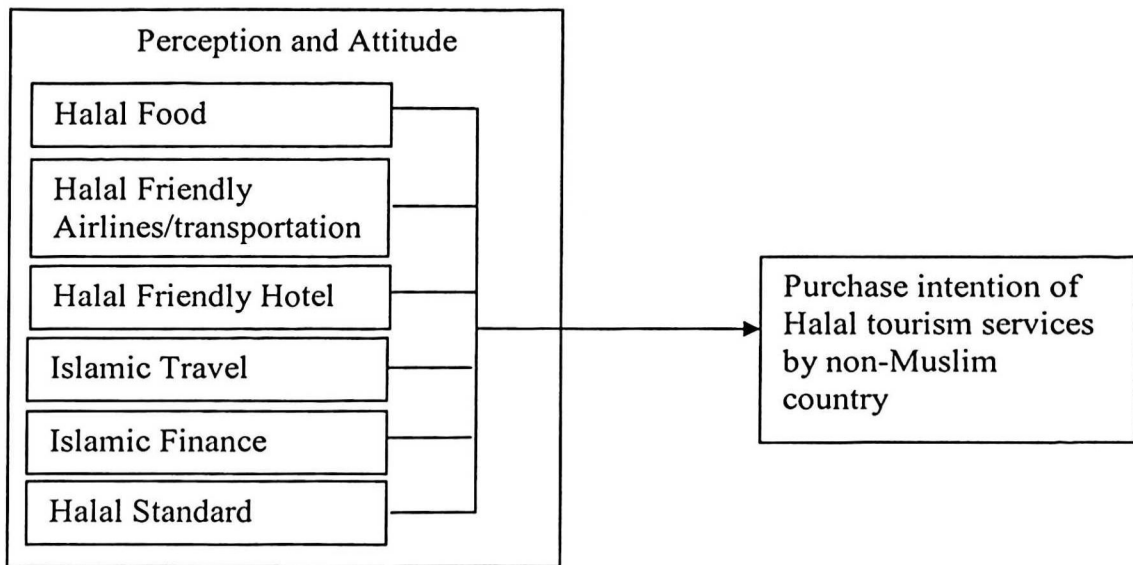 Perception and Attitude
Halal Food
Halal Friendly
Airlines/transportation
Halal Friendly Hotel
Islamic Travel
Islamic Finance
Halal Standard
Purchase intention of
Halal tourism services
by non-Muslim
country